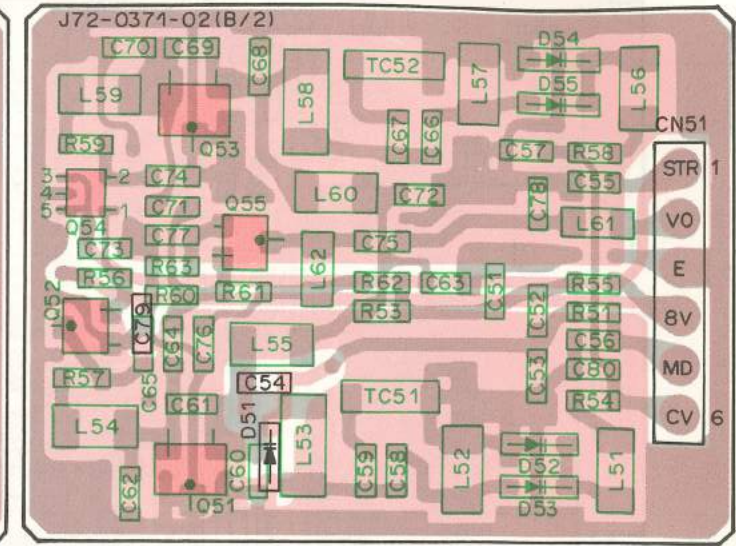 J72-0371-02(B/2)
C70 C69 C68 D54
L59 L58 TC52 L57 D55 L56
CN51
R59 Q53 C67 C66 C57 R58
3 2 C74 C55 STR 1
4 L60 C72 C78
5 1 C71 Q55 L61 VO
Q54 C77 C75
C73 R63 L62 E
R56 R60 R61 R62 C63 C51 R55
Q52 C79 R53 C52 R51 8V
C64 C76 L55 C56
C65 C53 C80 MD
R57 C54 TC51 R54
C61 D51 CV 6
L54 L53 L52 D52 L51
C62 Q51 C60 C59 C58 D53